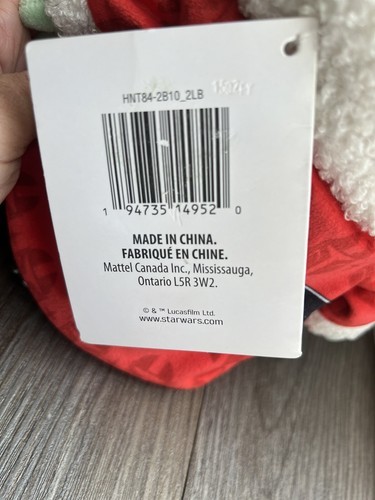 HNT84-2B10_2LB
1 94735 14952 0
MADE IN CHINA.
FABRIQUÉ EN CHINE.
Mattel Canada Inc., Mississauga,
Ontario L5R 3W2.
© & ™ Lucasfilm Ltd.
www.starwars.com